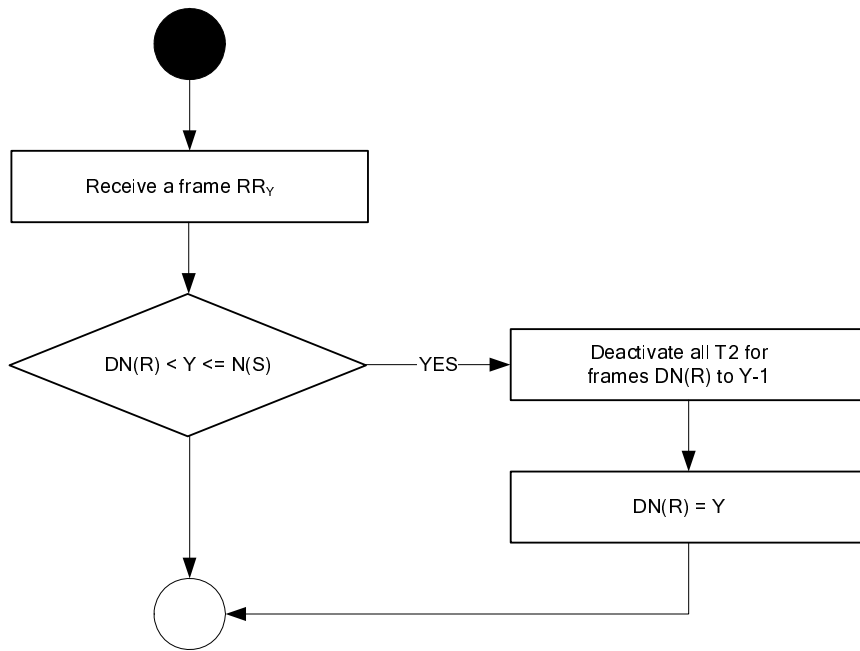 Receive a frame RRY
DN(R) < Y <= N(S)
YES
Deactivate all T2 for
frames DN(R) to Y-1
DN(R) = Y